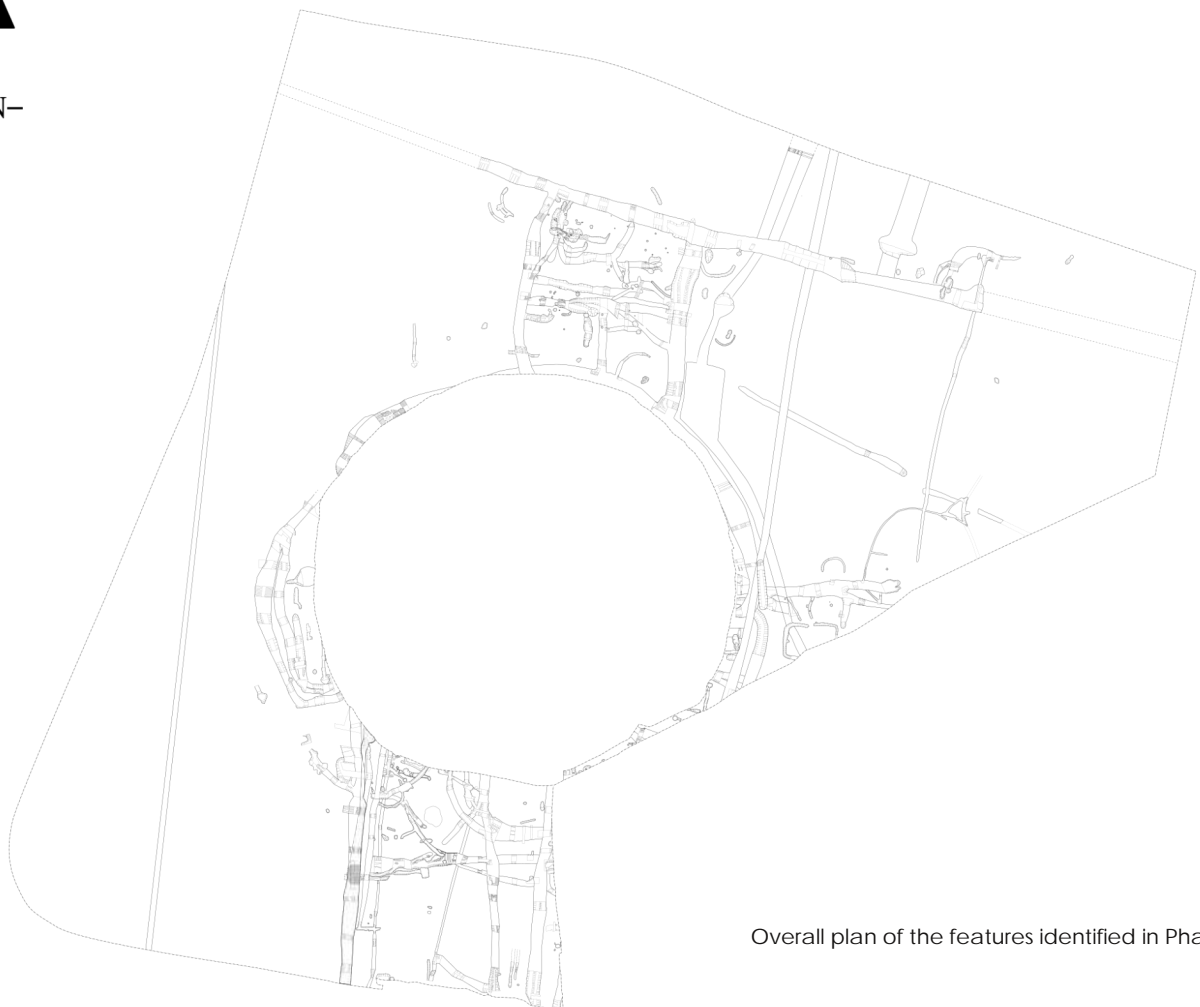 N–
Overall plan of the features identified in Pha